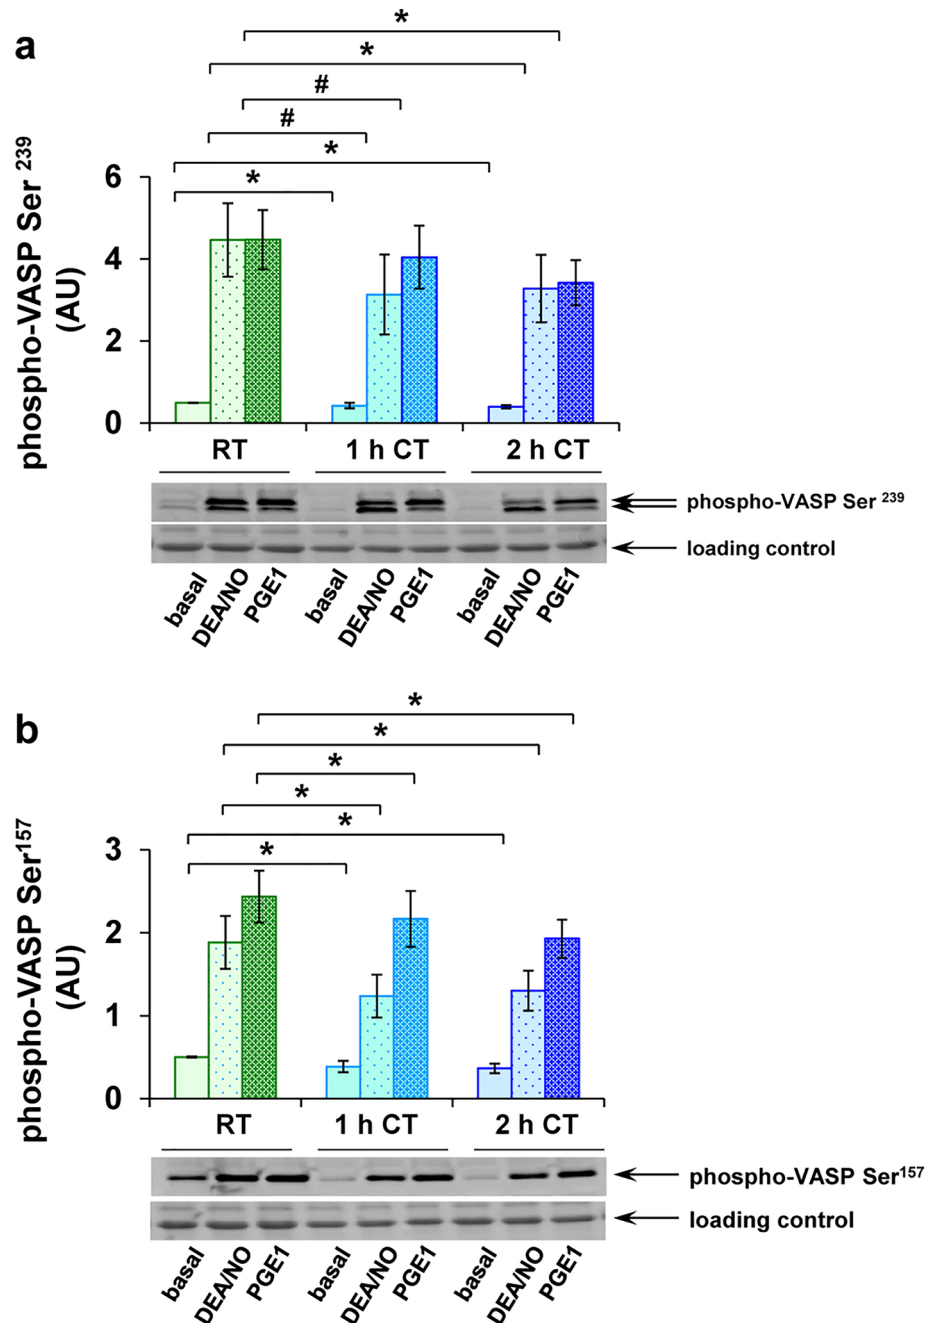 a
*
*
#
#
*
*
phospho-VASP Ser 239
(AU)
6
4
2
0
RT 1 h CT 2 h CT
phospho-VASP Ser 239
loading control
basal DEA/NO PGE1 basal DEA/NO PGE1 basal DEA/NO PGE1
b
*
*
*
*
*
*
phospho-VASP Ser157
(AU)
3
2
1
0
RT 1 h CT 2 h CT
phospho-VASP Ser157
loading control
basal DEA/NO PGE1 basal DEA/NO PGE1 basal DEA/NO PGE1